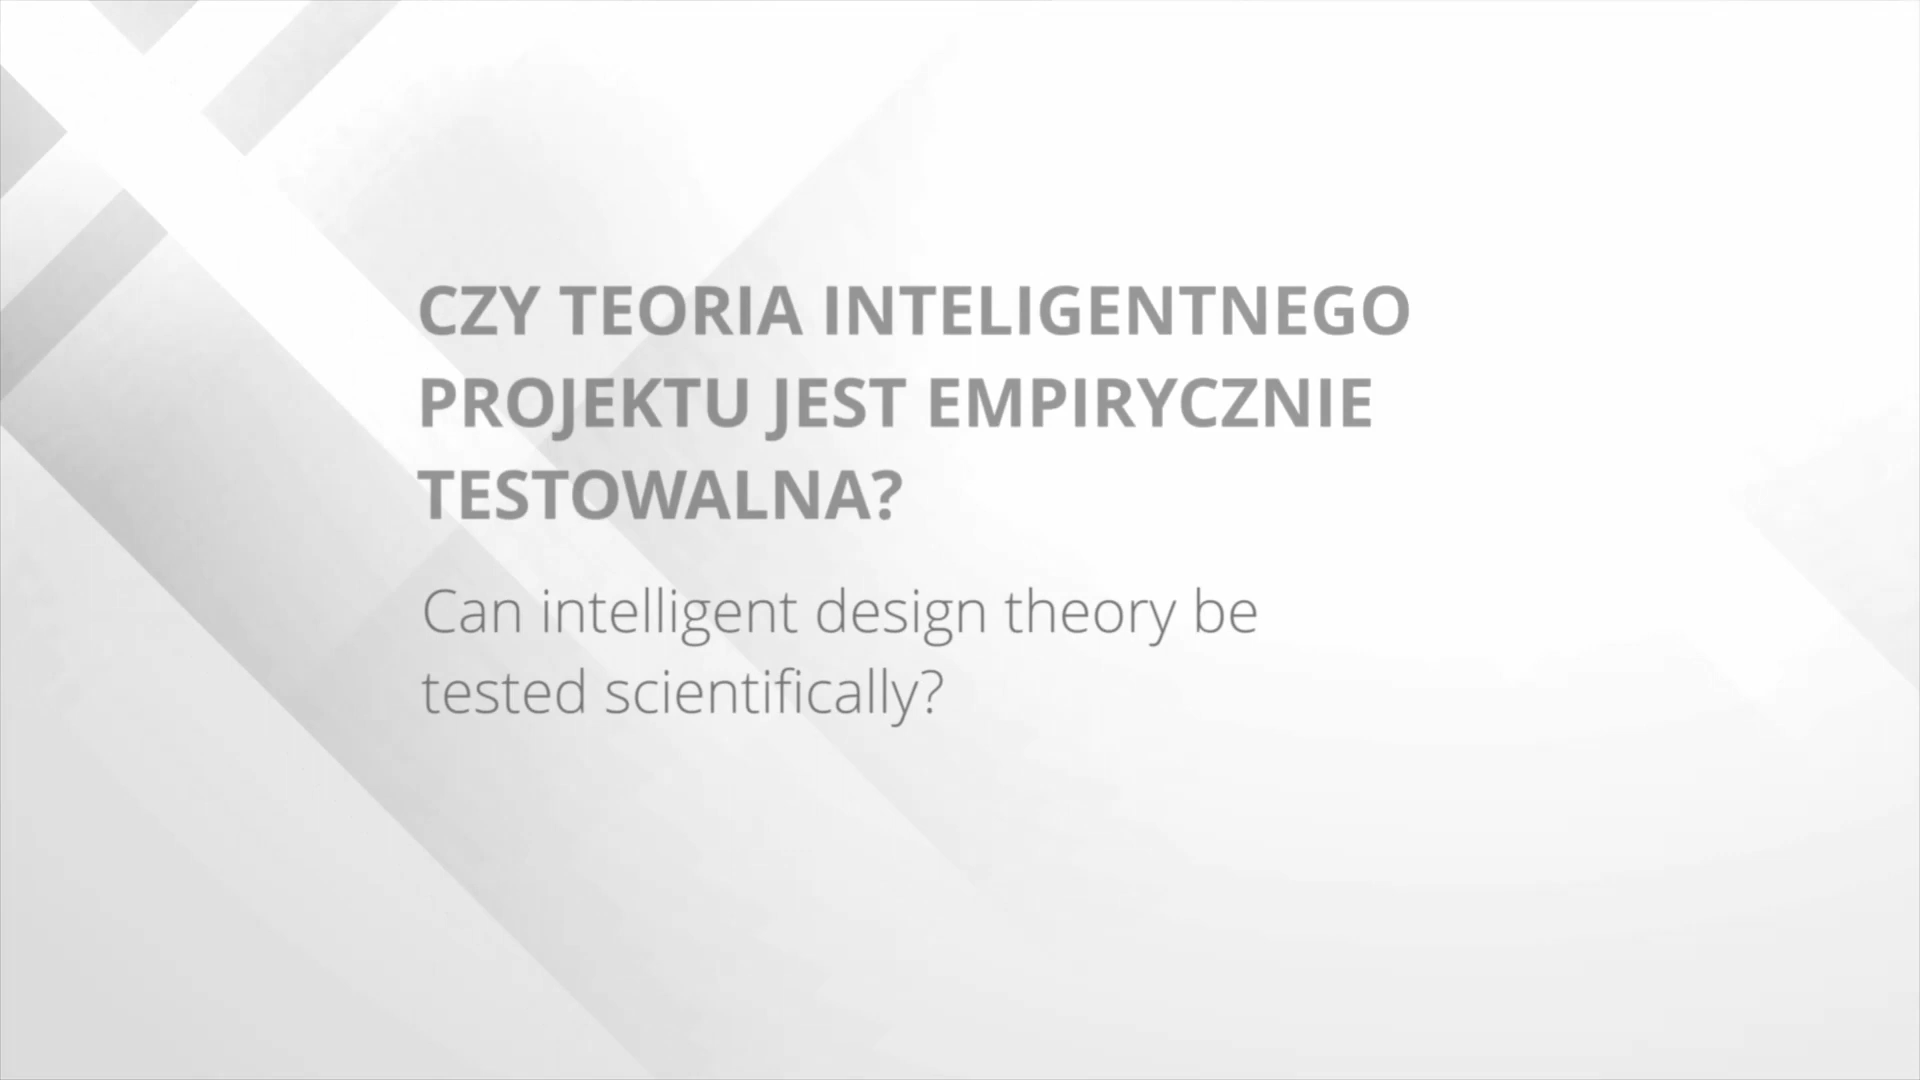 CZY TEORIA INTELIGENTNEGO
PROJEKTU JEST EMPIRYCZNIE
TESTOWALNA?
Can intelligent design theory be
tested scientifically?